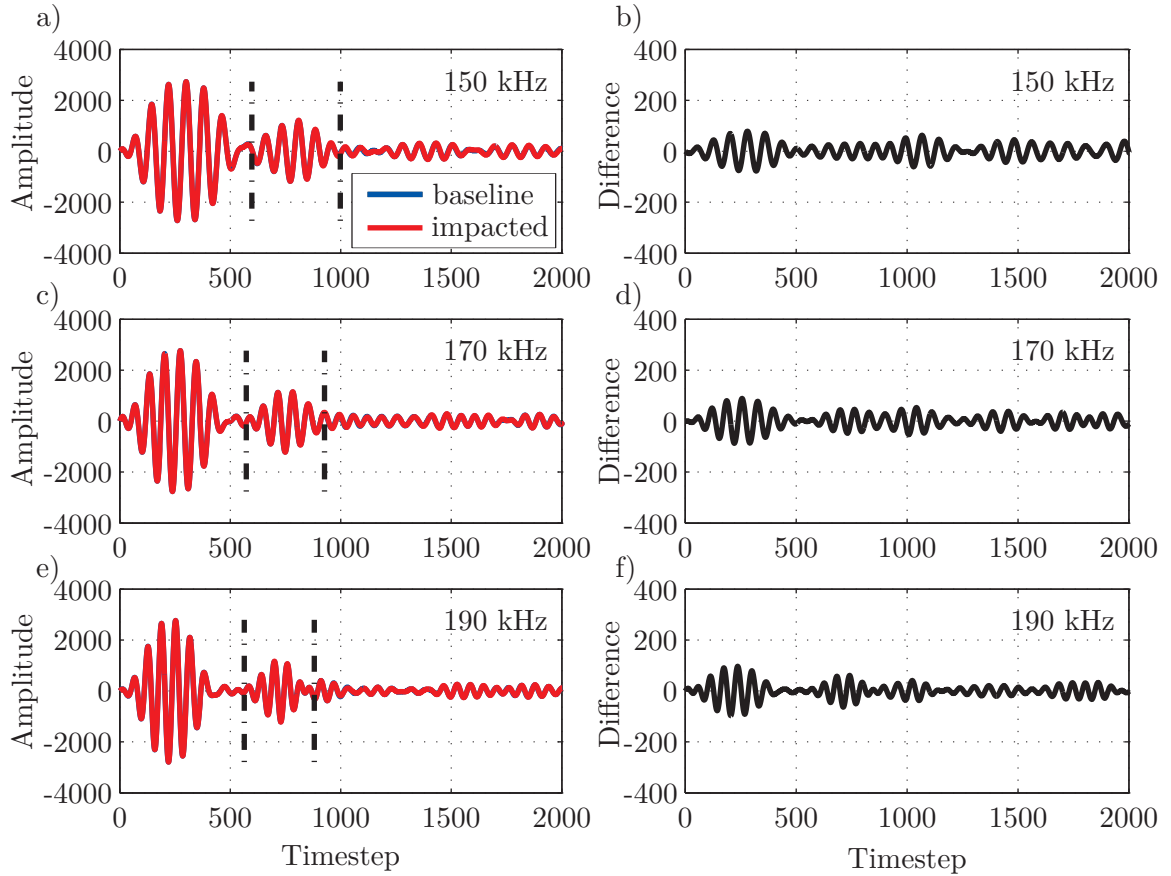 a)
4000
2000
0
-2000
-4000
Amplitude
150 kHz
baseline
impacted
0
500
1000
1500
2000
b)
400
200
0
-200
-400
Difference
150 kHz
0
500
1000
1500
2000
c)
4000
2000
0
-2000
-4000
Amplitude
170 kHz
0
500
1000
1500
2000
d)
400
200
0
-200
-400
Difference
170 kHz
0
500
1000
1500
2000
e)
4000
2000
0
-2000
-4000
Amplitude
190 kHz
0
500
1000
1500
2000
Timestep
f)
400
200
0
-200
-400
Difference
190 kHz
0
500
1000
1500
2000
Timestep